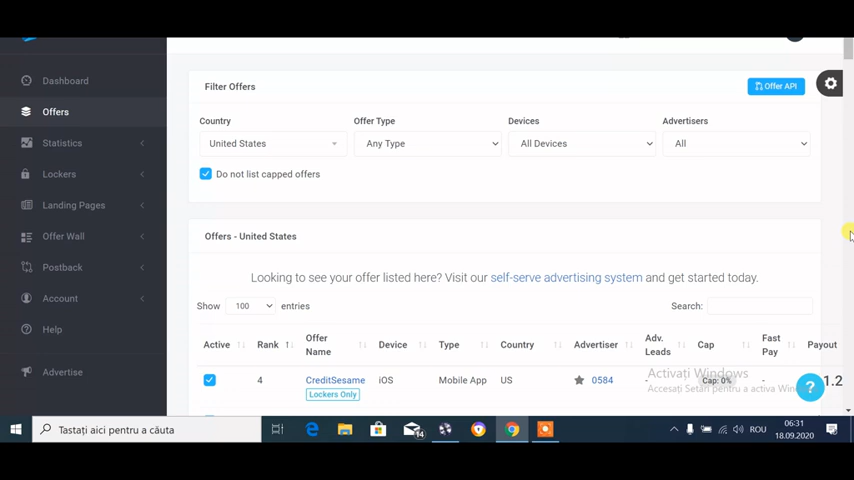 Dashboard
Offers
Statistics
Lockers
Landing Pages
Offer Wall
Postback
Account
Help
Advertise
Filter Offers
Offer API
Country Offer Type Devices Advertisers
United States Any Type All Devices All
Do not list capped offers
Offers - United States
Looking to see your offer listed here? Visit our self-serve advertising system and get started today.
Show 100 entries Search:
Active Rank Offer Name Device Type Country Advertiser Adv. Leads Cap Fast Pay Payout
4 CreditSesame iOS Mobile App US 0584 - Cap: 0% - 1.2
Lockers Only
Activați Windows
Accesați Setări pentru a activa Win
?
Tastați aici pentru a căuta
14
ROU
06:31
18.09.2020